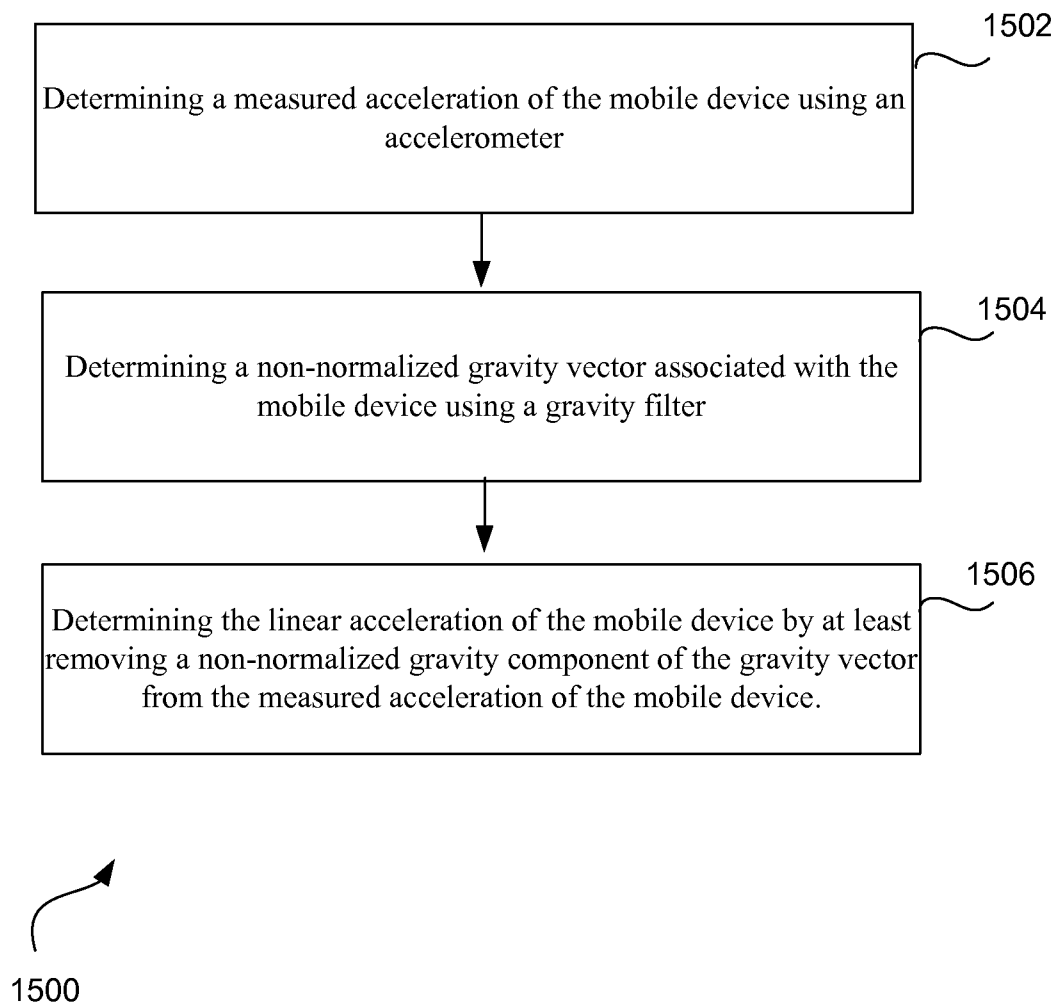 1502
Determining a measured acceleration of the mobile device using an
accelerometer
1504
Determining a non-normalized gravity vector associated with the
mobile device using a gravity filter
1506
Determining the linear acceleration of the mobile device by at least
removing a non-normalized gravity component of the gravity vector
from the measured acceleration of the mobile device.
1500